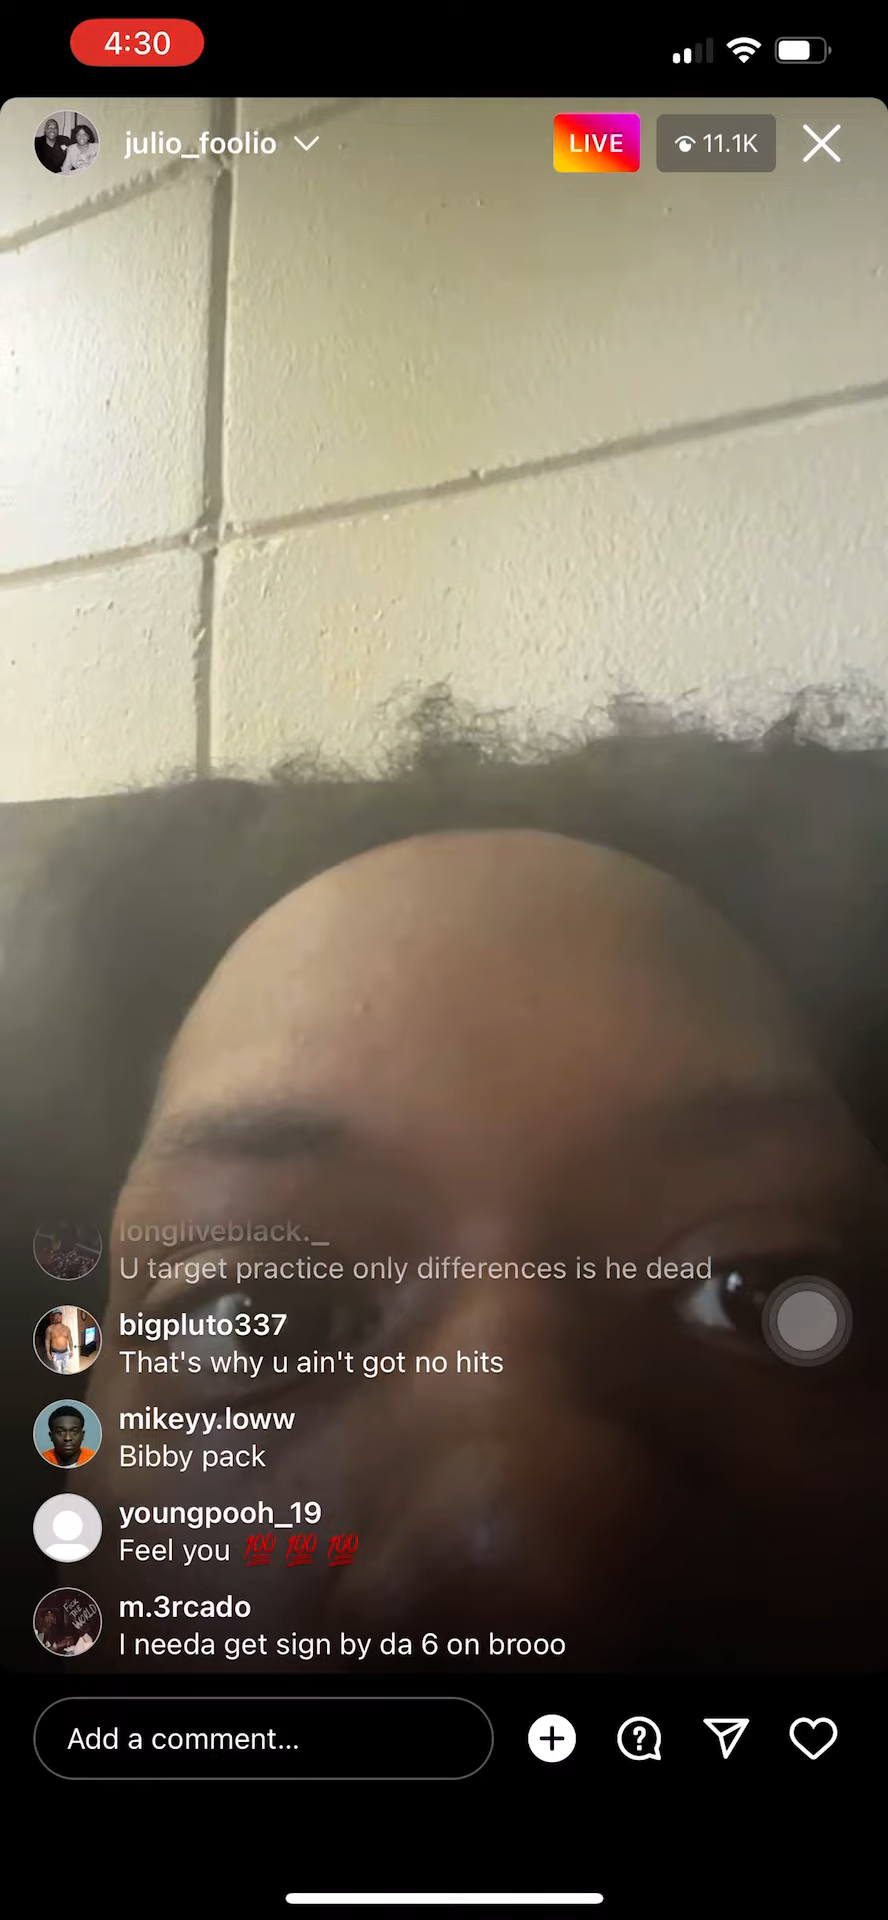 4:30
julio_foolio
LIVE
11.1K
longliveblack._
U target practice only differences is he dead
bigpluto337
That's why u ain't got no hits
mikeyy.loww
Bibby pack
youngpooh_19
Feel you 💯 💯 💯
m.3rcado
I needa get sign by da 6 on brooo
Add a comment...